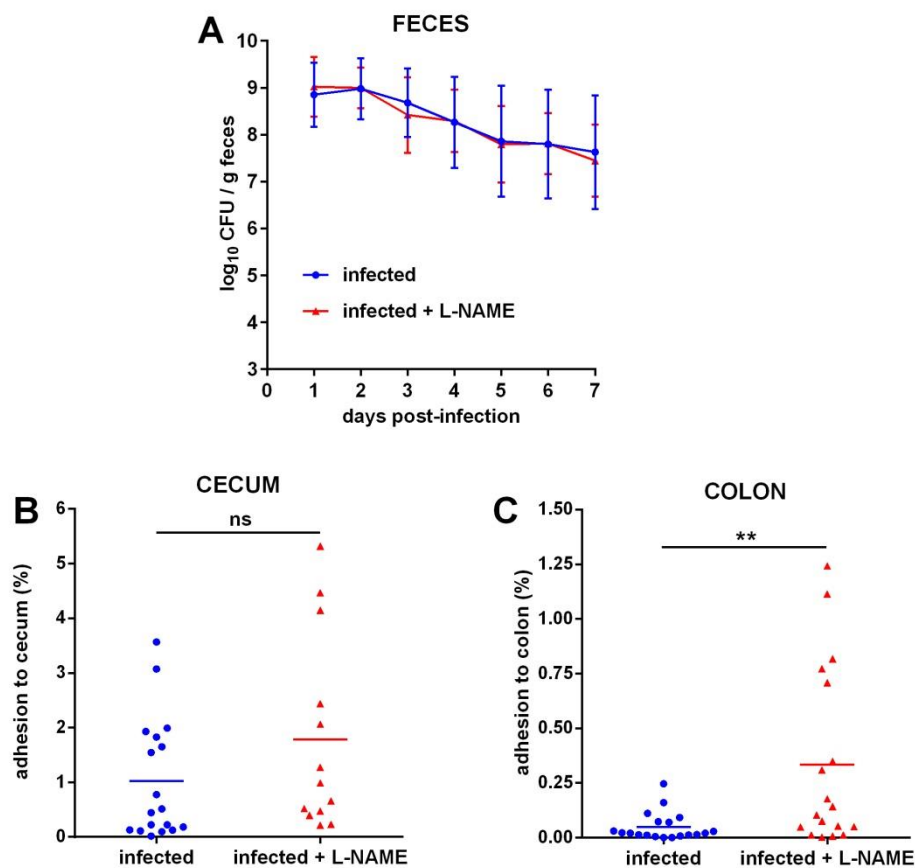 A
FECES
log₁₀ CFU / g feces
10
9
8
7
6
5
4
3
infected
infected + L-NAME
0 1 2 3 4 5 6 7
days post-infection
B
CECUM
ns
adhesion to cecum (%)
6
5
4
3
2
1
0
infected infected + L-NAME
C
COLON
**
adhesion to colon (%)
1.50
1.25
1.00
0.75
0.50
0.25
0.00
infected infected + L-NAME